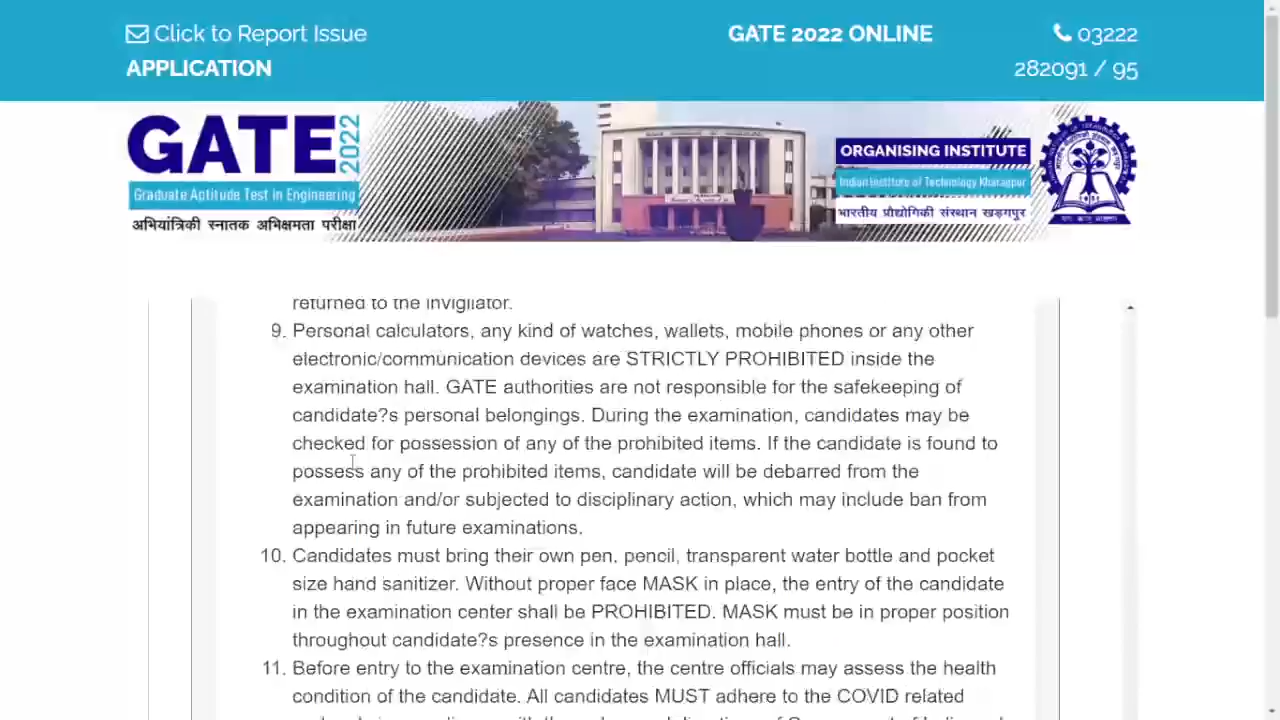 Click to Report Issue
GATE 2022 ONLINE
03222
APPLICATION
282091 / 95
GATE 2022
Graduate Aptitude Test in Engineering
अभियांत्रिकी स्नातक अभिक्षमता परीक्षा
ORGANISING INSTITUTE
Indian Institute of Technology Kharagpur
भारतीय प्रौद्योगिकी संस्थान खड़गपुर
returned to the invigilator.
9. Personal calculators, any kind of watches, wallets, mobile phones or any other
electronic/communication devices are STRICTLY PROHIBITED inside the
examination hall. GATE authorities are not responsible for the safekeeping of
candidate?s personal belongings. During the examination, candidates may be
checked for possession of any of the prohibited items. If the candidate is found to
possess any of the prohibited items, candidate will be debarred from the
examination and/or subjected to disciplinary action, which may include ban from
appearing in future examinations.
10. Candidates must bring their own pen, pencil, transparent water bottle and pocket
size hand sanitizer. Without proper face MASK in place, the entry of the candidate
in the examination center shall be PROHIBITED. MASK must be in proper position
throughout candidate?s presence in the examination hall.
11. Before entry to the examination centre, the centre officials may assess the health
condition of the candidate. All candidates MUST adhere to the COVID related